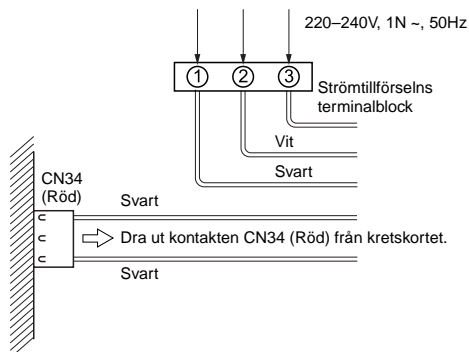 220–240V, 1N ~, 50Hz
1 2 3
Strömtillförselns
terminalblock
Vit
Svart
CN34
(Röd)
Svart
Dra ut kontakten CN34 (Röd) från kretskortet.
Svart